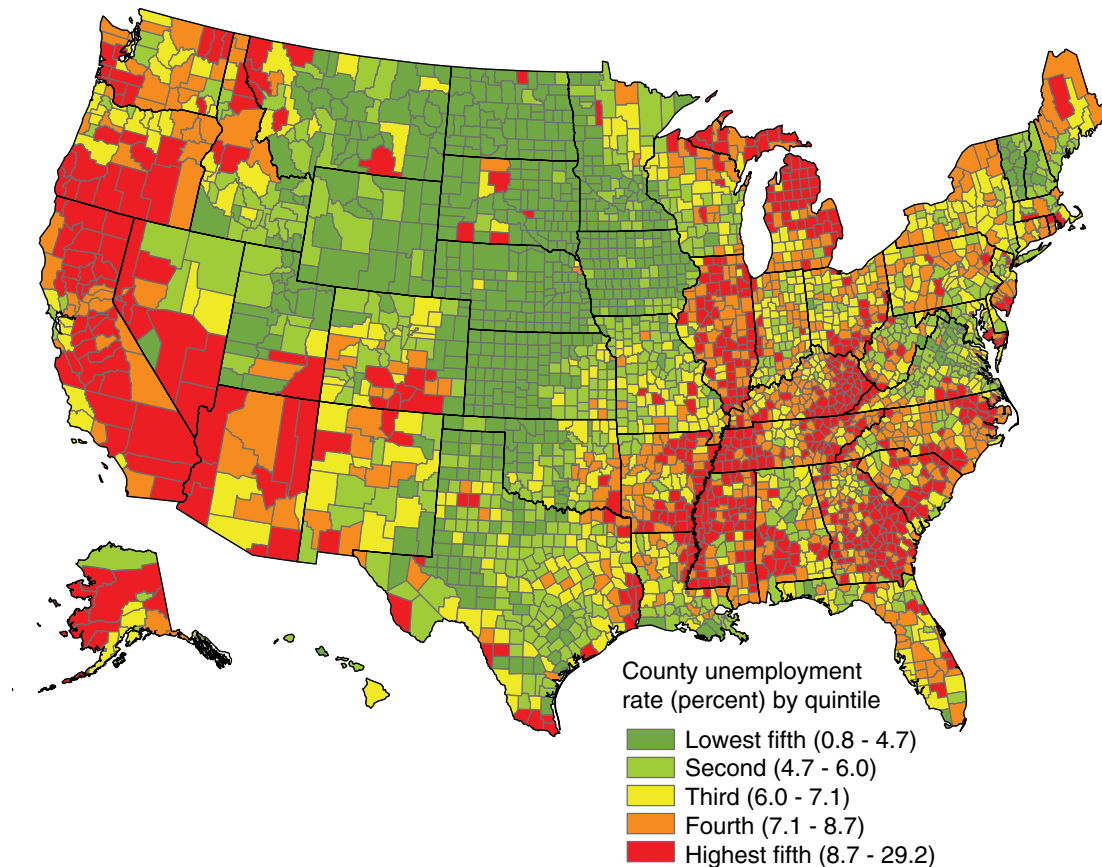 County unemployment
rate (percent) by quintile
Lowest fifth (0.8 - 4.7)
Second (4.7 - 6.0)
Third (6.0 - 7.1)
Fourth (7.1 - 8.7)
Highest fifth (8.7 - 29.2)